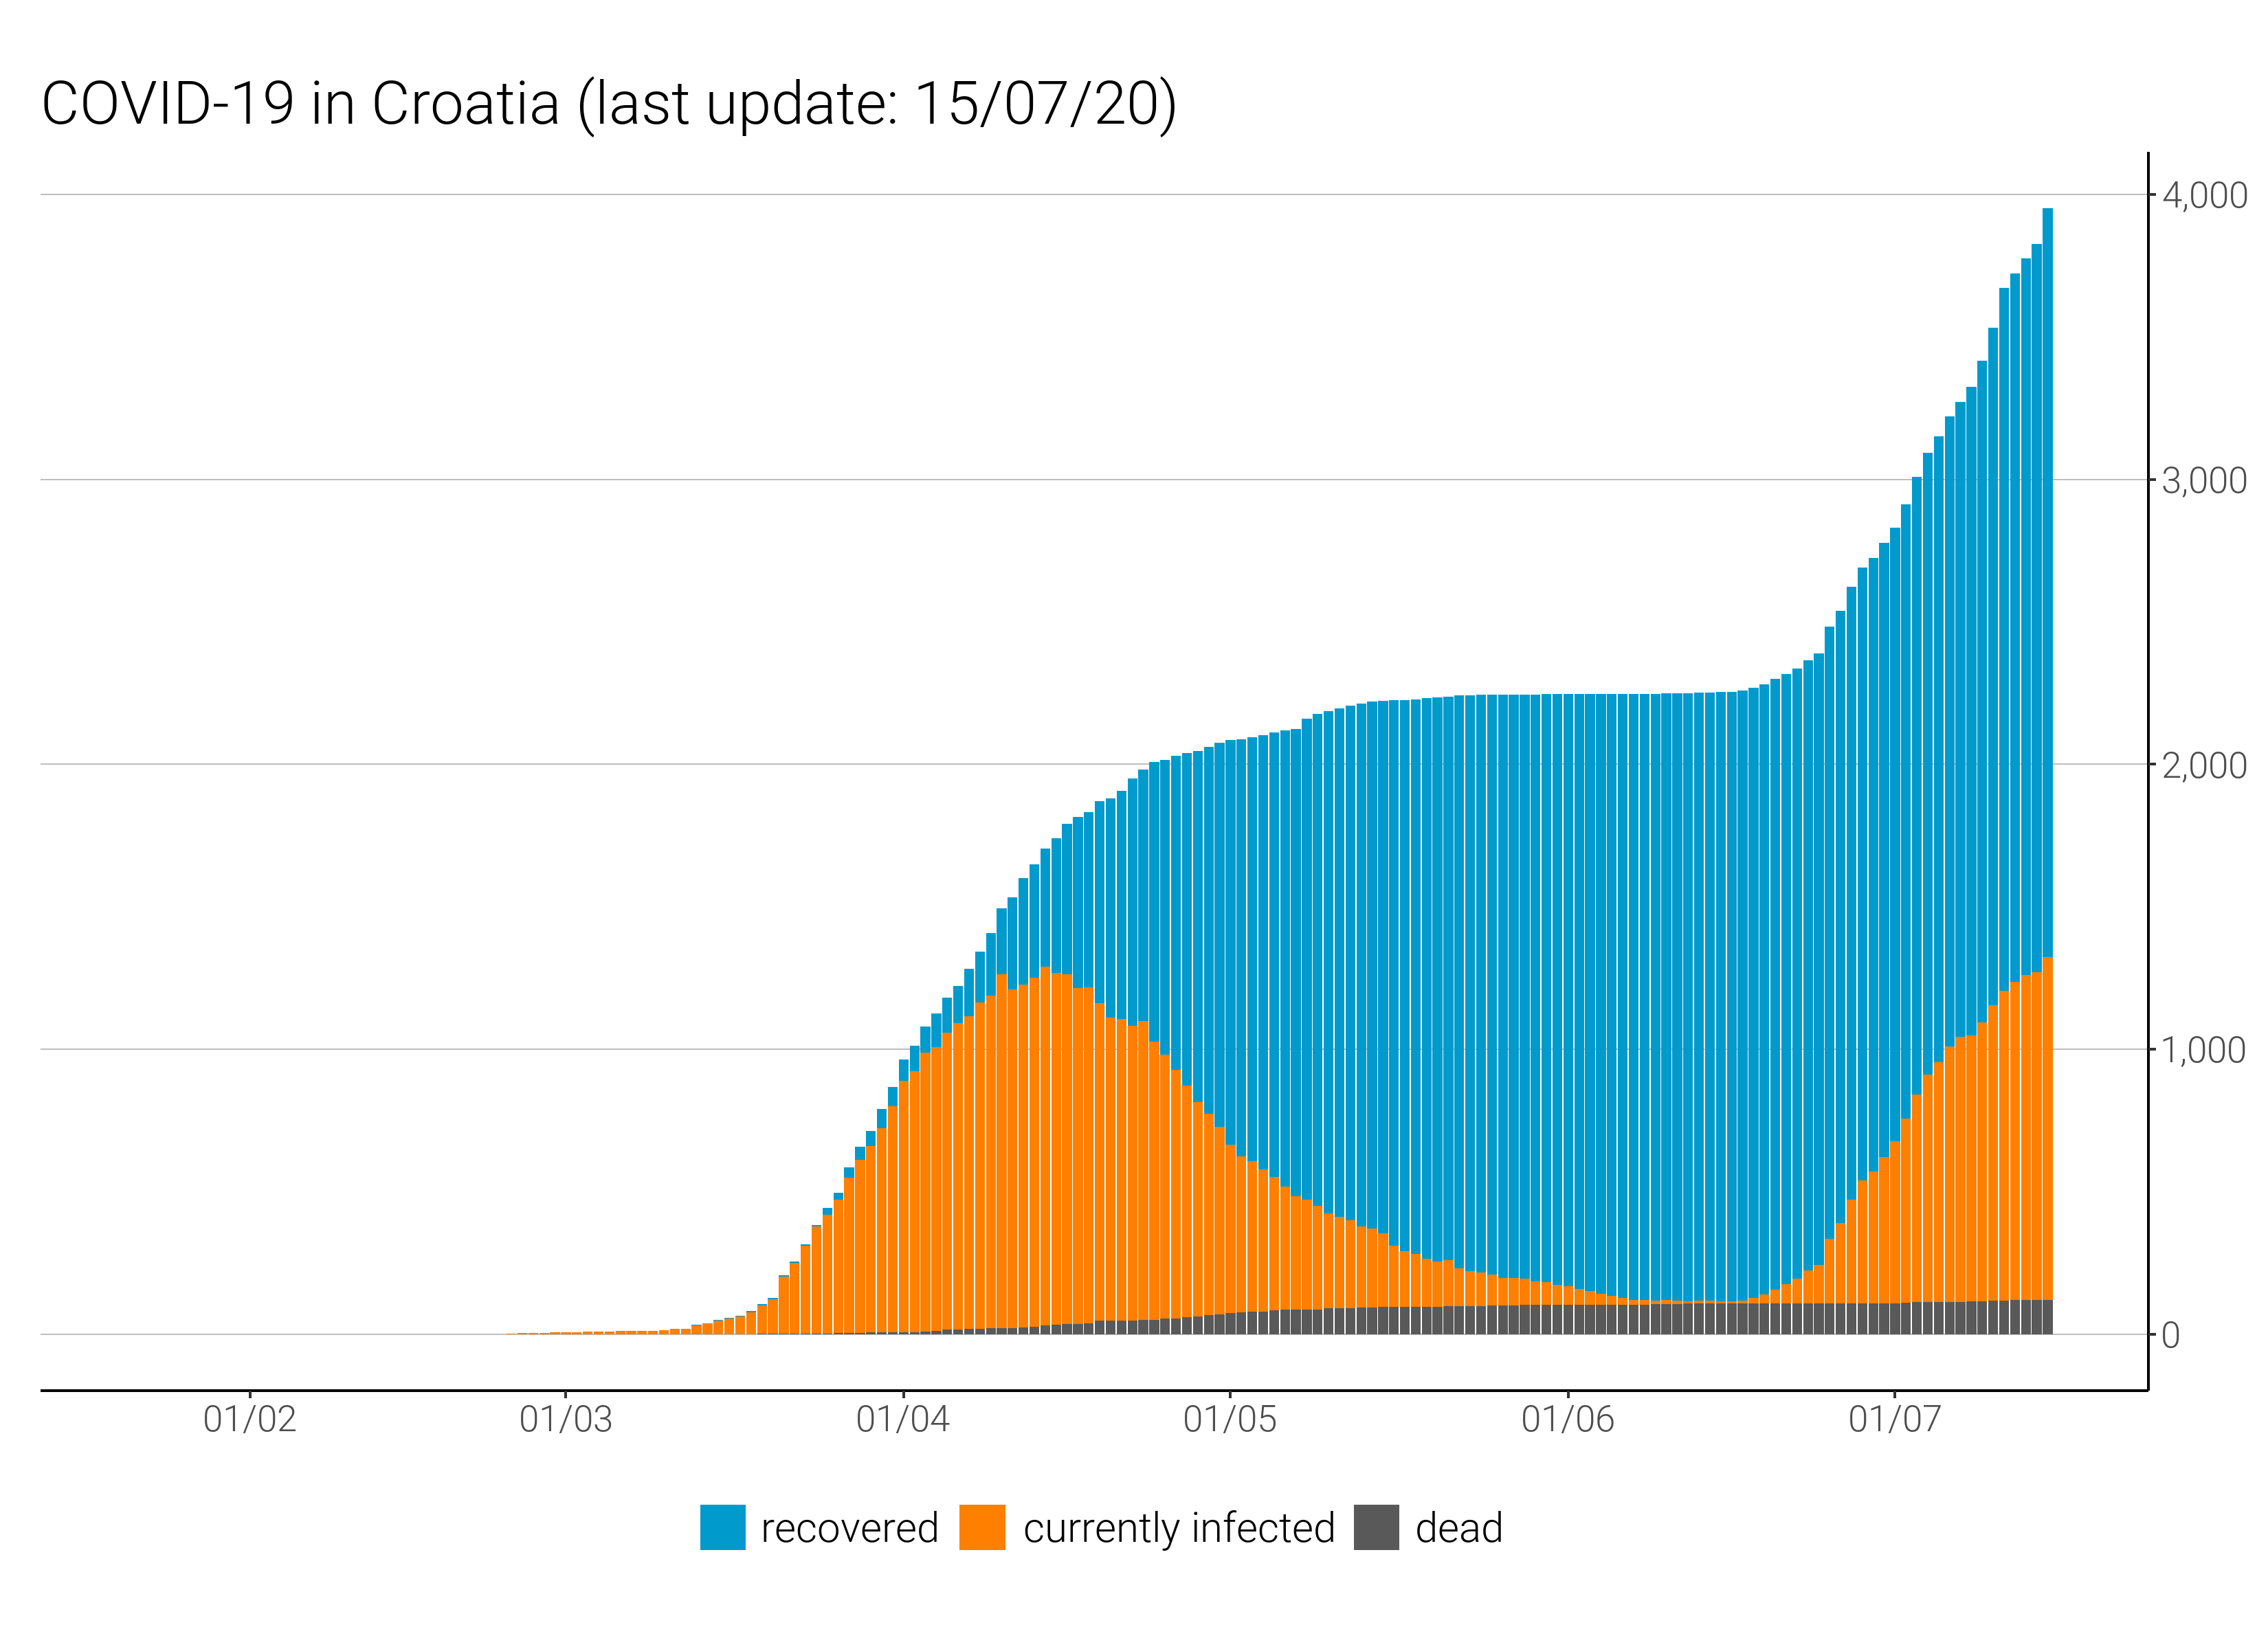 COVID-19 in Croatia (last update: 15/07/20)
4,000
3,000
2,000
1,000
0
01/02 01/03 01/04 01/05 01/06 01/07
recovered currently infected dead